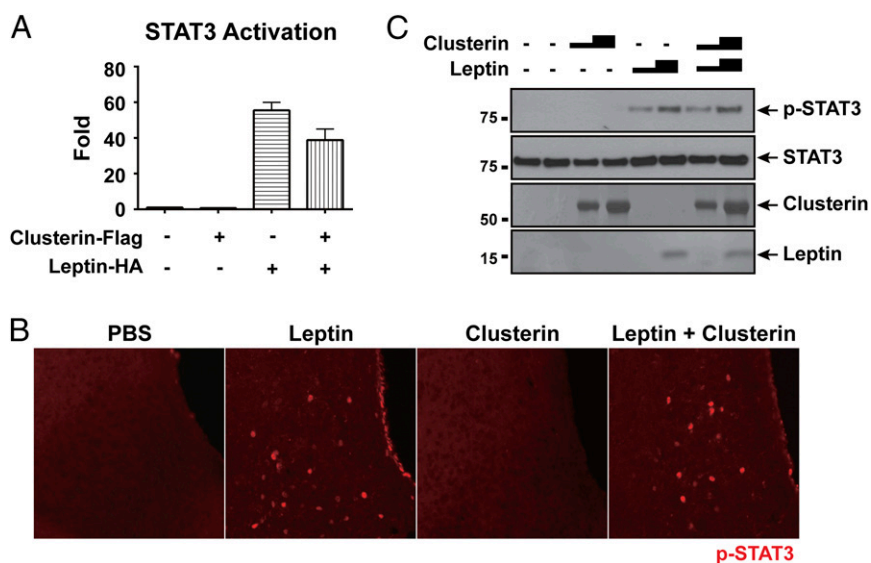 A
STAT3 Activation
Fold
80
60
40
20
0
Clusterin-Flag - + - +
Leptin-HA - - + +
C
Clusterin - - - -
Leptin - - - -
75 p-STAT3
75 STAT3
50 Clusterin
15 Leptin
B
PBS Leptin Clusterin Leptin + Clusterin
p-STAT3